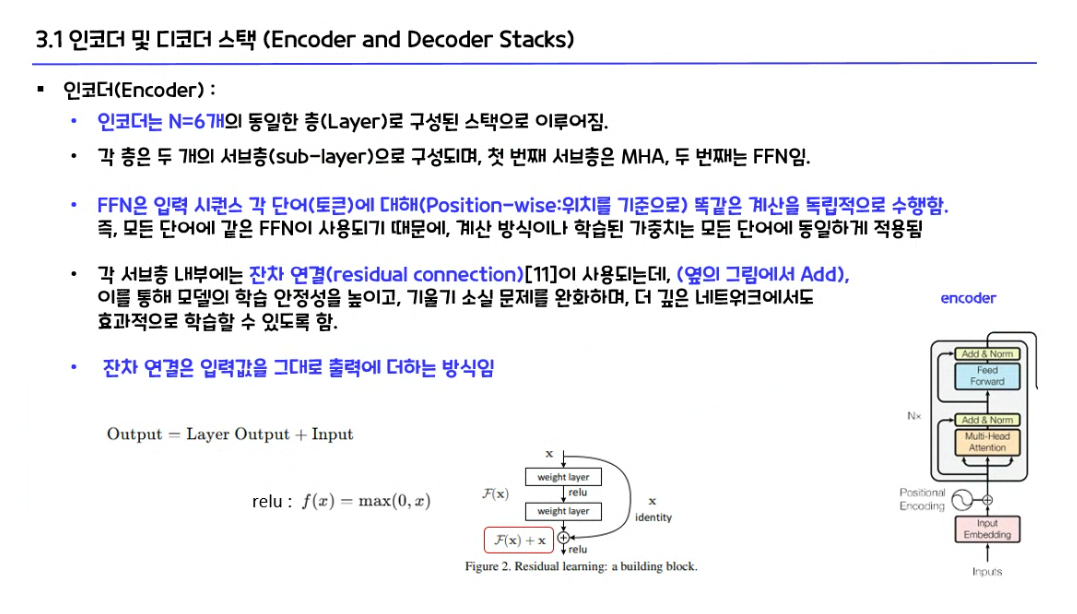 3.1 인코더 및 디코더 스택 (Encoder and Decoder Stacks)
▪ 인코더(Encoder) :
• 인코더는 N=6개의 동일한 층(Layer)로 구성된 스택으로 이루어짐.
• 각 층은 두 개의 서브층(sub-layer)으로 구성되며, 첫 번째 서브층은 MHA, 두 번째는 FFN임.
• FFN은 입력 시퀀스 각 단어(토큰)에 대해(Position-wise:위치를 기준으로) 똑같은 계산을 독립적으로 수행함.
즉, 모든 단어에 같은 FFN이 사용되기 때문에, 계산 방식이나 학습된 가중치는 모든 단어에 동일하게 적용됨
• 각 서브층 내부에는 잔차 연결(residual connection)[11]이 사용되는데, (옆의 그림에서 Add),
이를 통해 모델의 학습 안정성을 높이고, 기울기 소실 문제를 완화하며, 더 깊은 네트워크에서도
효과적으로 학습할 수 있도록 함.
• 잔차 연결은 입력값을 그대로 출력에 더하는 방식임
Output = Layer Output + Input
relu : f(x) = max(0, x)
x
weight layer
F(x)
relu
weight layer
x
identity
F(x) + x
relu
Figure 2. Residual learning: a building block.
encoder
Add & Norm
Feed
Forward
N×
Add & Norm
Multi-Head
Attention
Positional
Encoding
Input
Embedding
Inputs